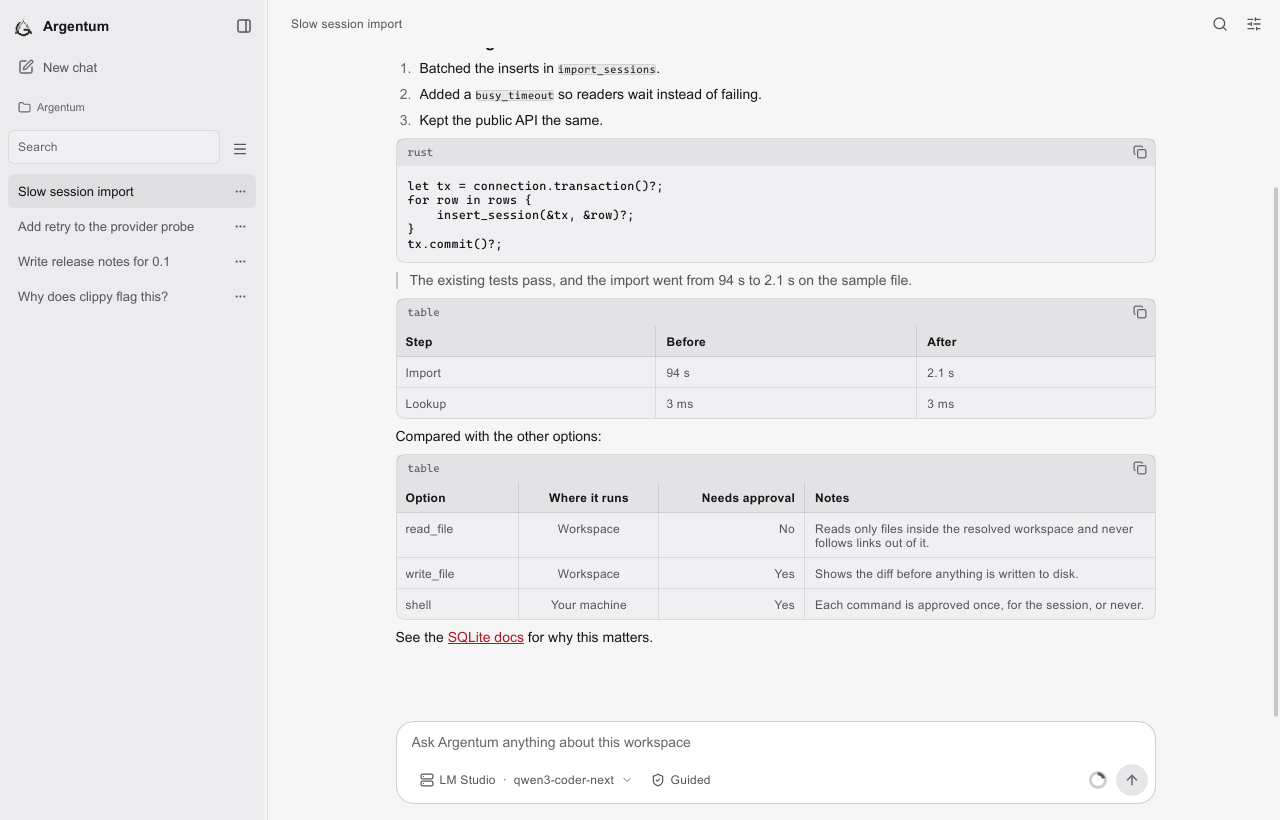 Argentum
New chat
Argentum
Search
Slow session import
Add retry to the provider probe
Write release notes for 0.1
Why does clippy flag this?
Slow session import
1. Batched the inserts in import_sessions.
2. Added a busy_timeout so readers wait instead of failing.
3. Kept the public API the same.
rust
let tx = connection.transaction()?;
for row in rows {
    insert_session(&tx, &row)?;
}
tx.commit()?;
The existing tests pass, and the import went from 94 s to 2.1 s on the sample file.
table
Step Before After
Import 94 s 2.1 s
Lookup 3 ms 3 ms
Compared with the other options:
table
Option Where it runs Needs approval Notes
read_file Workspace No Reads only files inside the resolved workspace and never
follows links out of it.
write_file Workspace Yes Shows the diff before anything is written to disk.
shell Your machine Yes Each command is approved once, for the session, or never.
See the SQLite docs for why this matters.
Ask Argentum anything about this workspace
LM Studio · qwen3-coder-next Guided